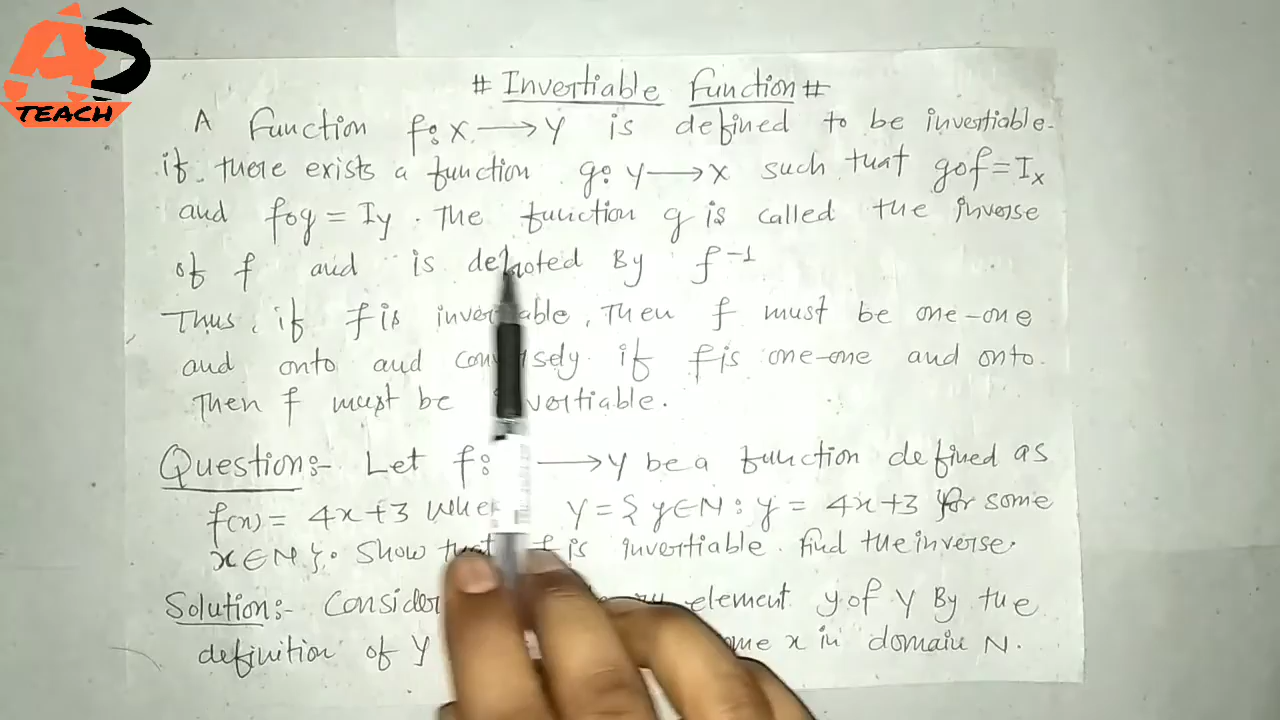 AS
TEACH
# Invertiable Function #
A Function f: X ⟶ Y is defined to be invertiable.
if there exists a function g: Y ⟶ X such that gof = Ix
and fog = Iy. The function g is called the inverse
of f and is denoted By f⁻¹
Thus, if f is invertiable, Then f must be one-one
and onto and conversely if f is one-one and onto.
Then f must be invertiable.
Question:- Let f: ⟶ Y be a function defined as
f(x) = 4x+3 Y = { y∈N : y = 4x+3 for some
x∈N }. Show that f is invertiable. Find the inverse.
Solution:- Consider element y of Y By the
definition of Y x in domain N.